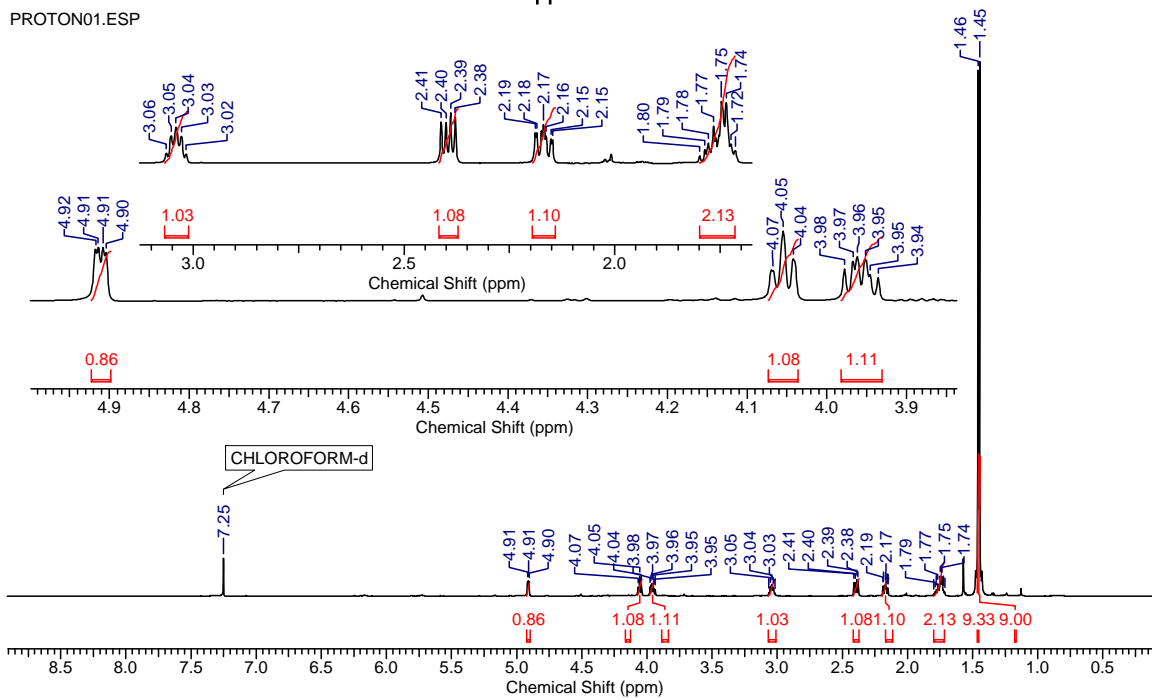 PROTON01.ESP
1.46 1.45
3.06 3.05 3.04 3.03 3.02 2.41 2.40 2.39 2.38 2.19 2.18 2.17 2.16 2.15 2.15 1.80 1.79 1.78 1.77 1.75 1.74 1.72
1.03 1.08 1.10 2.13
3.0 2.5 2.0
Chemical Shift (ppm)
4.92 4.91 4.91 4.90 4.07 4.05 4.04 3.98 3.97 3.96 3.95 3.95 3.94
0.86 1.08 1.11
4.9 4.8 4.7 4.6 4.5 4.4 4.3 4.2 4.1 4.0 3.9
Chemical Shift (ppm)
CHLOROFORM-d
7.25 4.91 4.91 4.90 4.07 4.05 4.04 3.98 3.97 3.96 3.95 3.95 3.05 3.04 3.03 2.41 2.40 2.39 2.38 2.19 2.17 1.79 1.77 1.75 1.74
0.86 1.08 1.11 1.03 1.08 1.10 2.13 9.33 9.00
8.5 8.0 7.5 7.0 6.5 6.0 5.5 5.0 4.5 4.0 3.5 3.0 2.5 2.0 1.5 1.0 0.5
Chemical Shift (ppm)